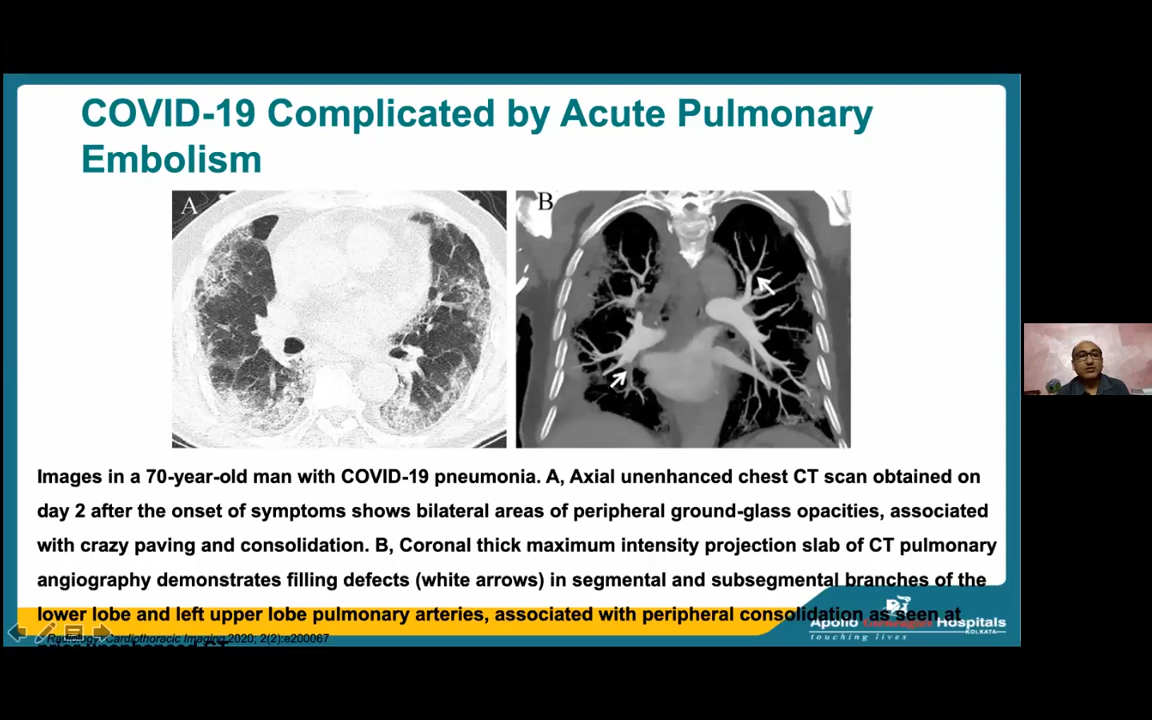 COVID-19 Complicated by Acute Pulmonary
Embolism
A
B
Images in a 70-year-old man with COVID-19 pneumonia. A, Axial unenhanced chest CT scan obtained on
day 2 after the onset of symptoms shows bilateral areas of peripheral ground-glass opacities, associated
with crazy paving and consolidation. B, Coronal thick maximum intensity projection slab of CT pulmonary
angiography demonstrates filling defects (white arrows) in segmental and subsegmental branches of the
lower lobe and left upper lobe pulmonary arteries, associated with peripheral consolidation as seen at
Radiology: Cardiothoracic Imaging 2020; 2(2):e200067
Apollo Gleneagles Hospitals
KOLKATA
touching lives